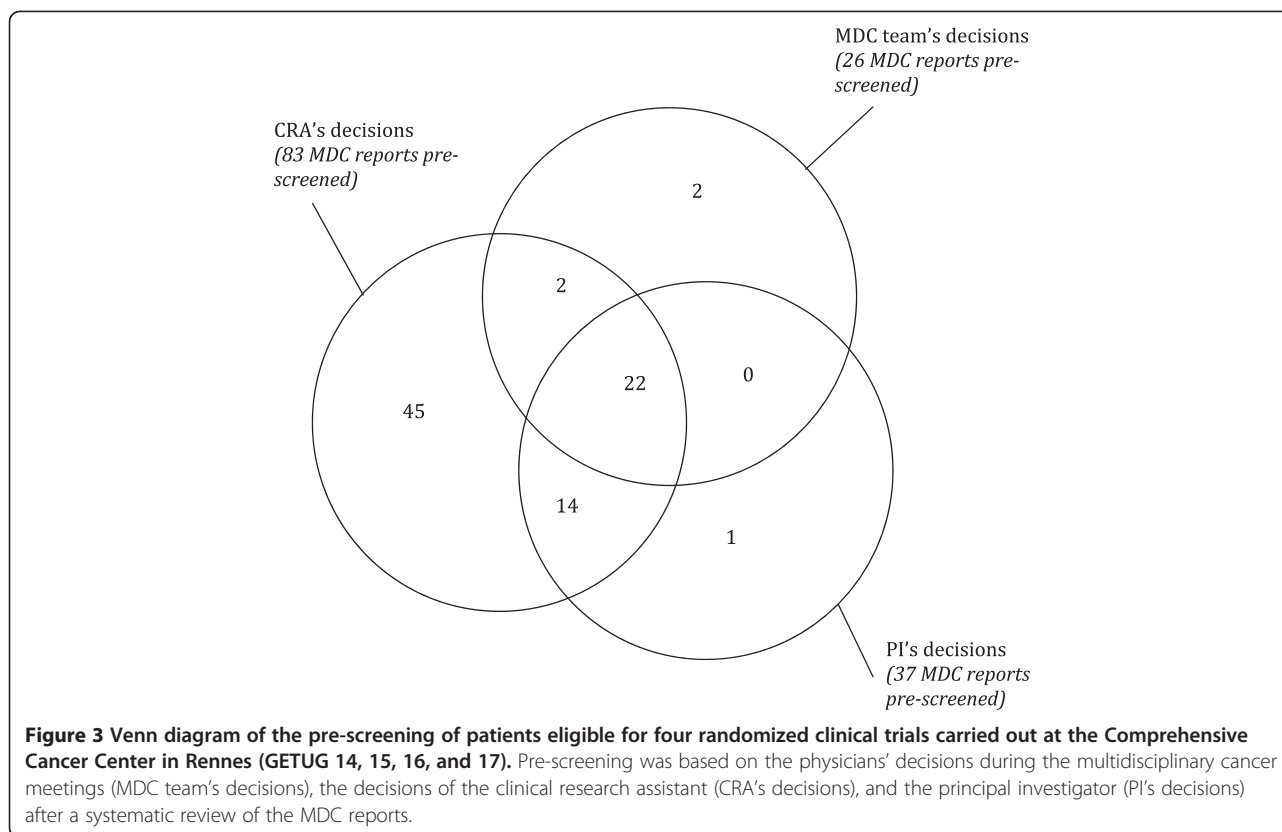 MDC team's decisions
(26 MDC reports pre-
screened)
CRA's decisions
(83 MDC reports pre-
screened)
2
2
22
0
45
14
1
PI's decisions
(37 MDC reports
pre-screened)
Figure 3 Venn diagram of the pre-screening of patients eligible for four randomized clinical trials carried out at the Comprehensive
Cancer Center in Rennes (GETUG 14, 15, 16, and 17). Pre-screening was based on the physicians' decisions during the multidisciplinary cancer
meetings (MDC team's decisions), the decisions of the clinical research assistant (CRA's decisions), and the principal investigator (PI's decisions)
after a systematic review of the MDC reports.